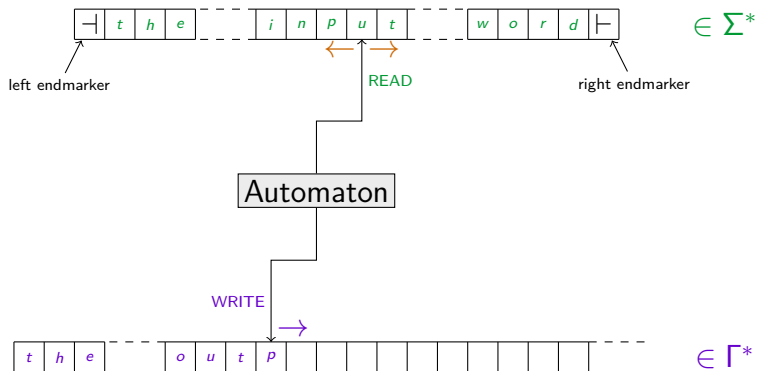 ⊣ t h e i n p u t w o r d ⊢ ∈ Σ*
left endmarker
READ
right endmarker
Automaton
WRITE
t h e o u t p ∈ Γ*